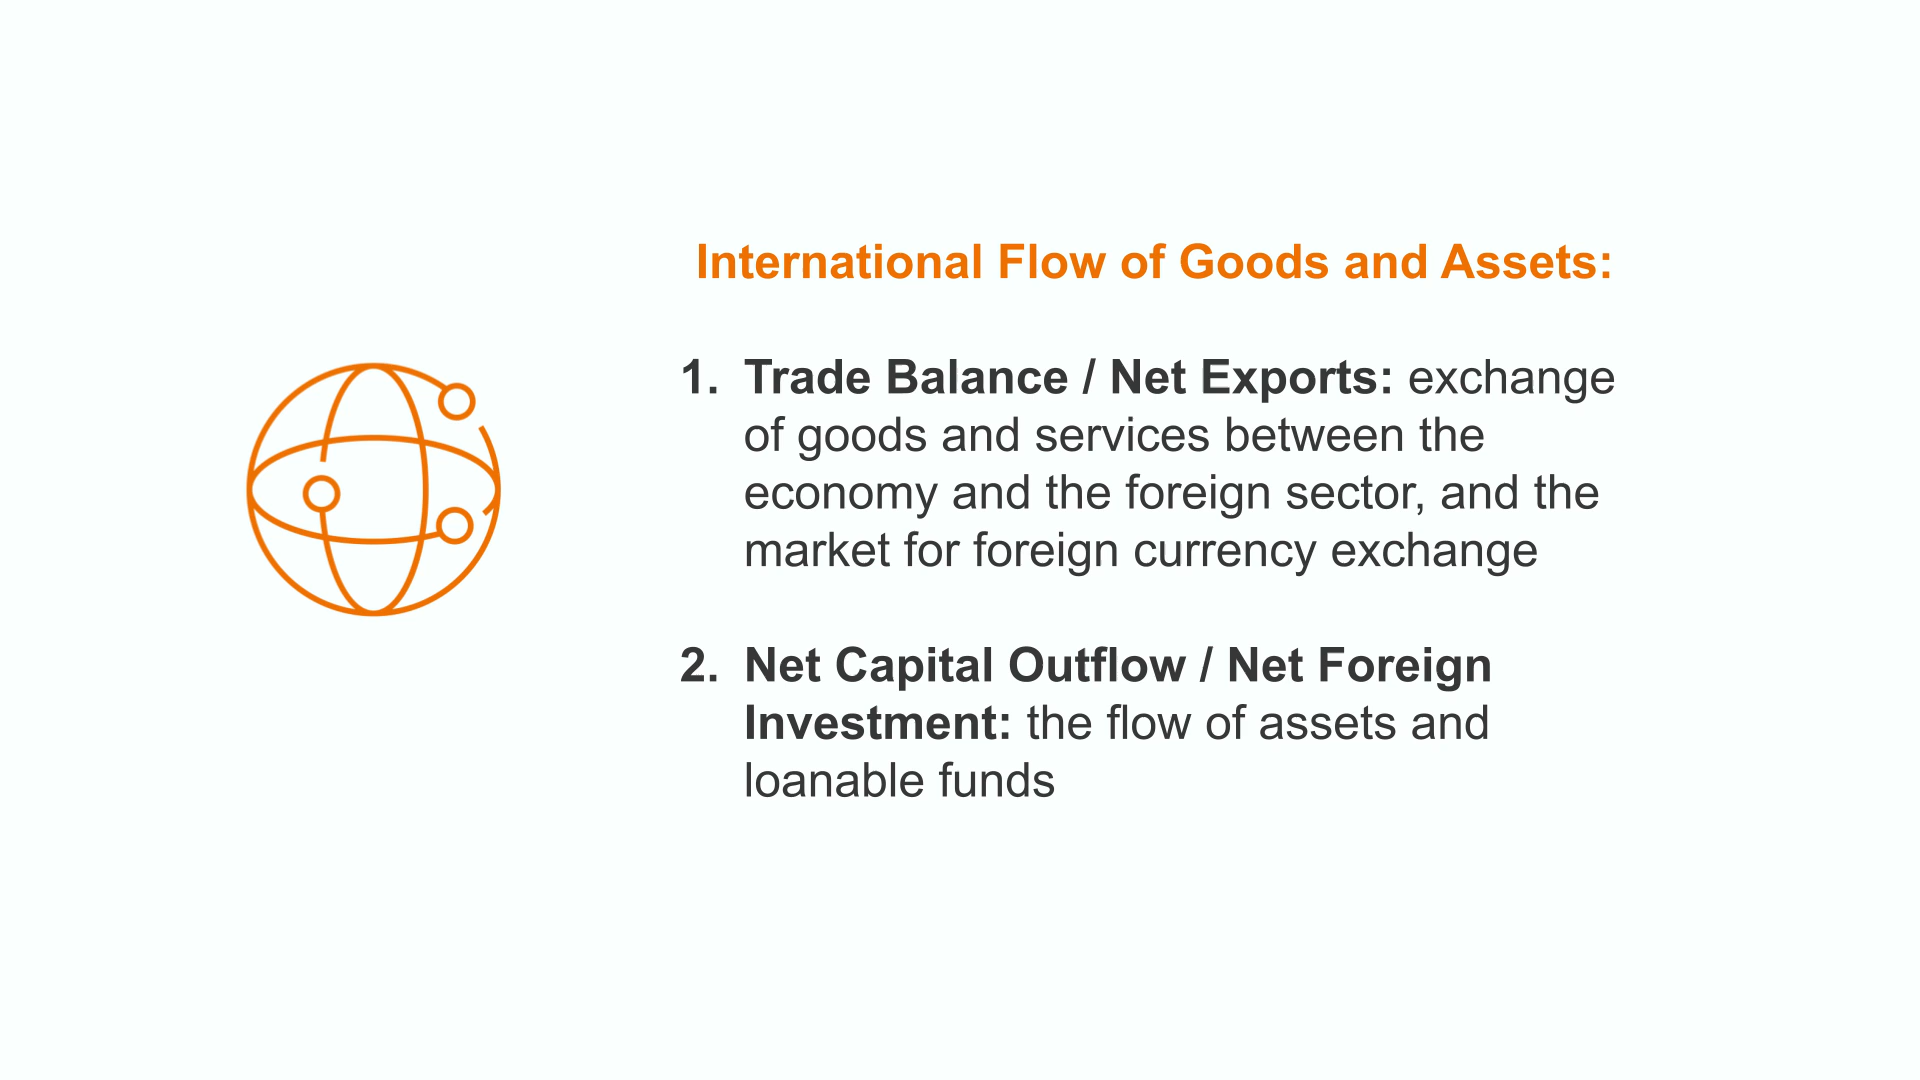 International Flow of Goods and Assets:
1. Trade Balance / Net Exports: exchange
of goods and services between the
economy and the foreign sector, and the
market for foreign currency exchange
2. Net Capital Outflow / Net Foreign
Investment: the flow of assets and
loanable funds